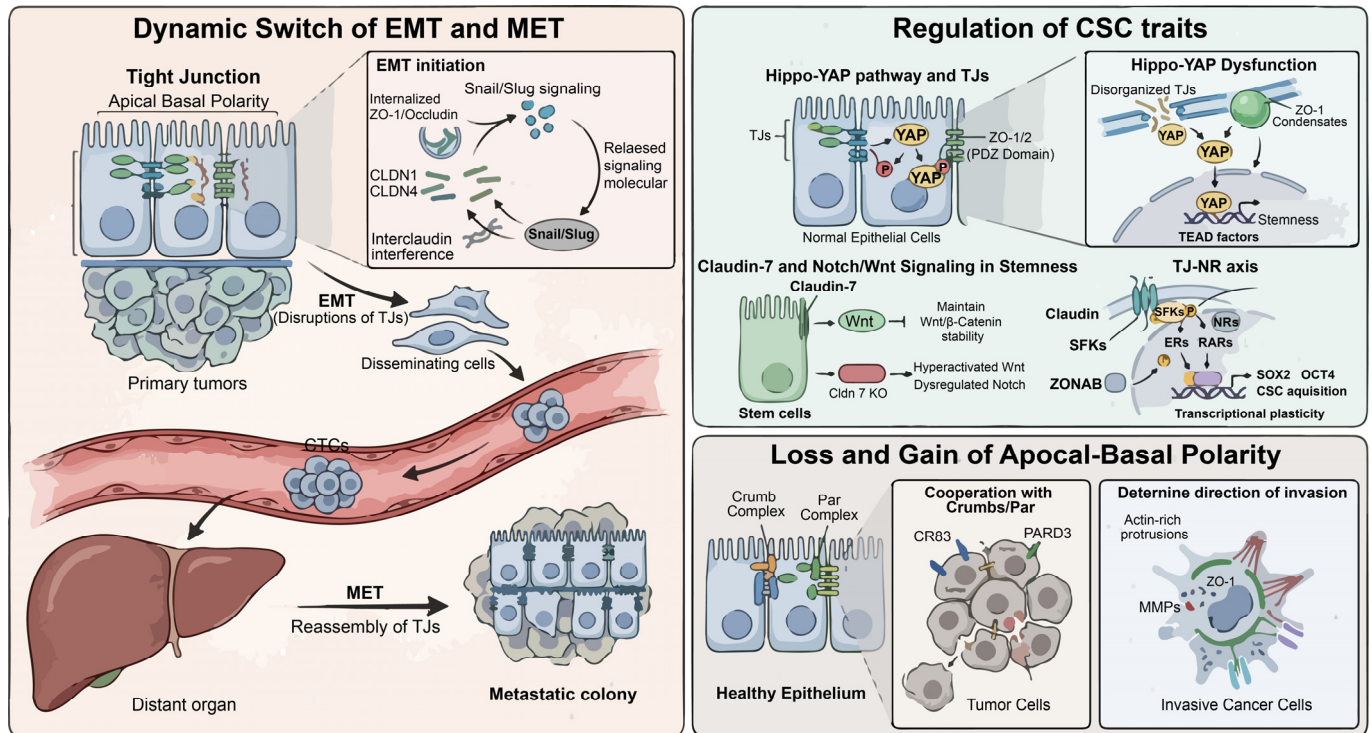 Dynamic Switch of EMT and MET
Tight Junction
Apical Basal Polarity
EMT initiation
Internalized
ZO-1/Occludin
Snail/Slug signaling
CLDN1
CLDN4
Relaesed
signaling
molecular
Interclaudin
interference
Snail/Slug
EMT
(Disruptions of TJs)
Disseminating cells
Primary tumors
CTCs
MET
Reassembly of TJs
Distant organ
Metastatic colony
Regulation of CSC traits
Hippo-YAP pathway and TJs
TJs
YAP
P
P
YAP
ZO-1/2
(PDZ Domain)
Normal Epithelial Cells
Hippo-YAP Dysfunction
Disorganized TJs
ZO-1
Condensates
YAP
YAP
YAP
Stemness
TEAD factors
Claudin-7 and Notch/Wnt Signaling in Stemness
Claudin-7
Wnt
Maintain
Wnt/β-Catenin
stability
Cldn 7 KO
Hyperactivated Wnt
Dysregulated Notch
Stem cells
TJ-NR axis
Claudin
SFKs
P
NRs
SFKs
ERs
RARs
ZONAB
SOX2 OCT4
CSC aquisition
Transcriptional plasticity
Loss and Gain of Apocal-Basal Polarity
Crumb
Complex
Par
Complex
Healthy Epithelium
Cooperation with
Crumbs/Par
CR83
PARD3
Tumor Cells
Deternine direction of invasion
Actin-rich
protrusions
ZO-1
MMPs
Invasive Cancer Cells